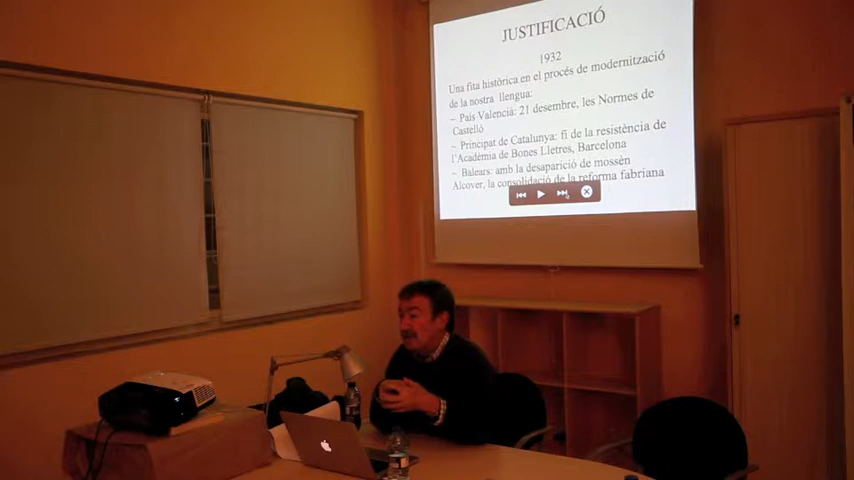 JUSTIFICACIÓ
1932
Una fita històrica en el procés de modernització
de la nostra llengua:
~ País Valencià: 21 desembre, les Normes de
Castelló
~ Principat de Catalunya: fi de la resistència de
l'Acadèmia de Bones Lletres, Barcelona
~ Balears: amb la desaparició de mossèn
Alcover, la consolidació de la reforma fabriana